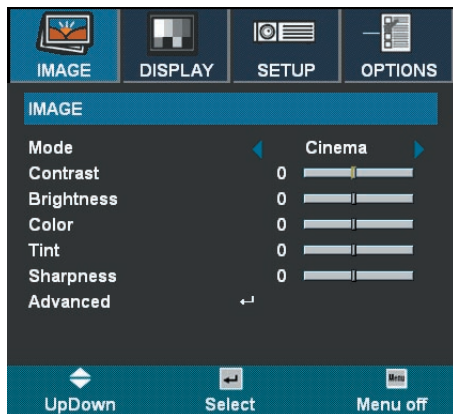 IMAGE DISPLAY SETUP OPTIONS
IMAGE
Mode Cinema
Contrast 0
Brightness 0
Color 0
Tint 0
Sharpness 0
Advanced
Menu
UpDown Select Menu off